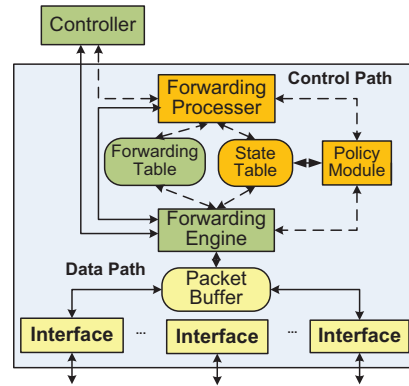 Controller
Forwarding
Processer
Control Path
Forwarding
Table
State
Table
Policy
Module
Forwarding
Engine
Data Path
Packet
Buffer
Interface
...
Interface
...
Interface